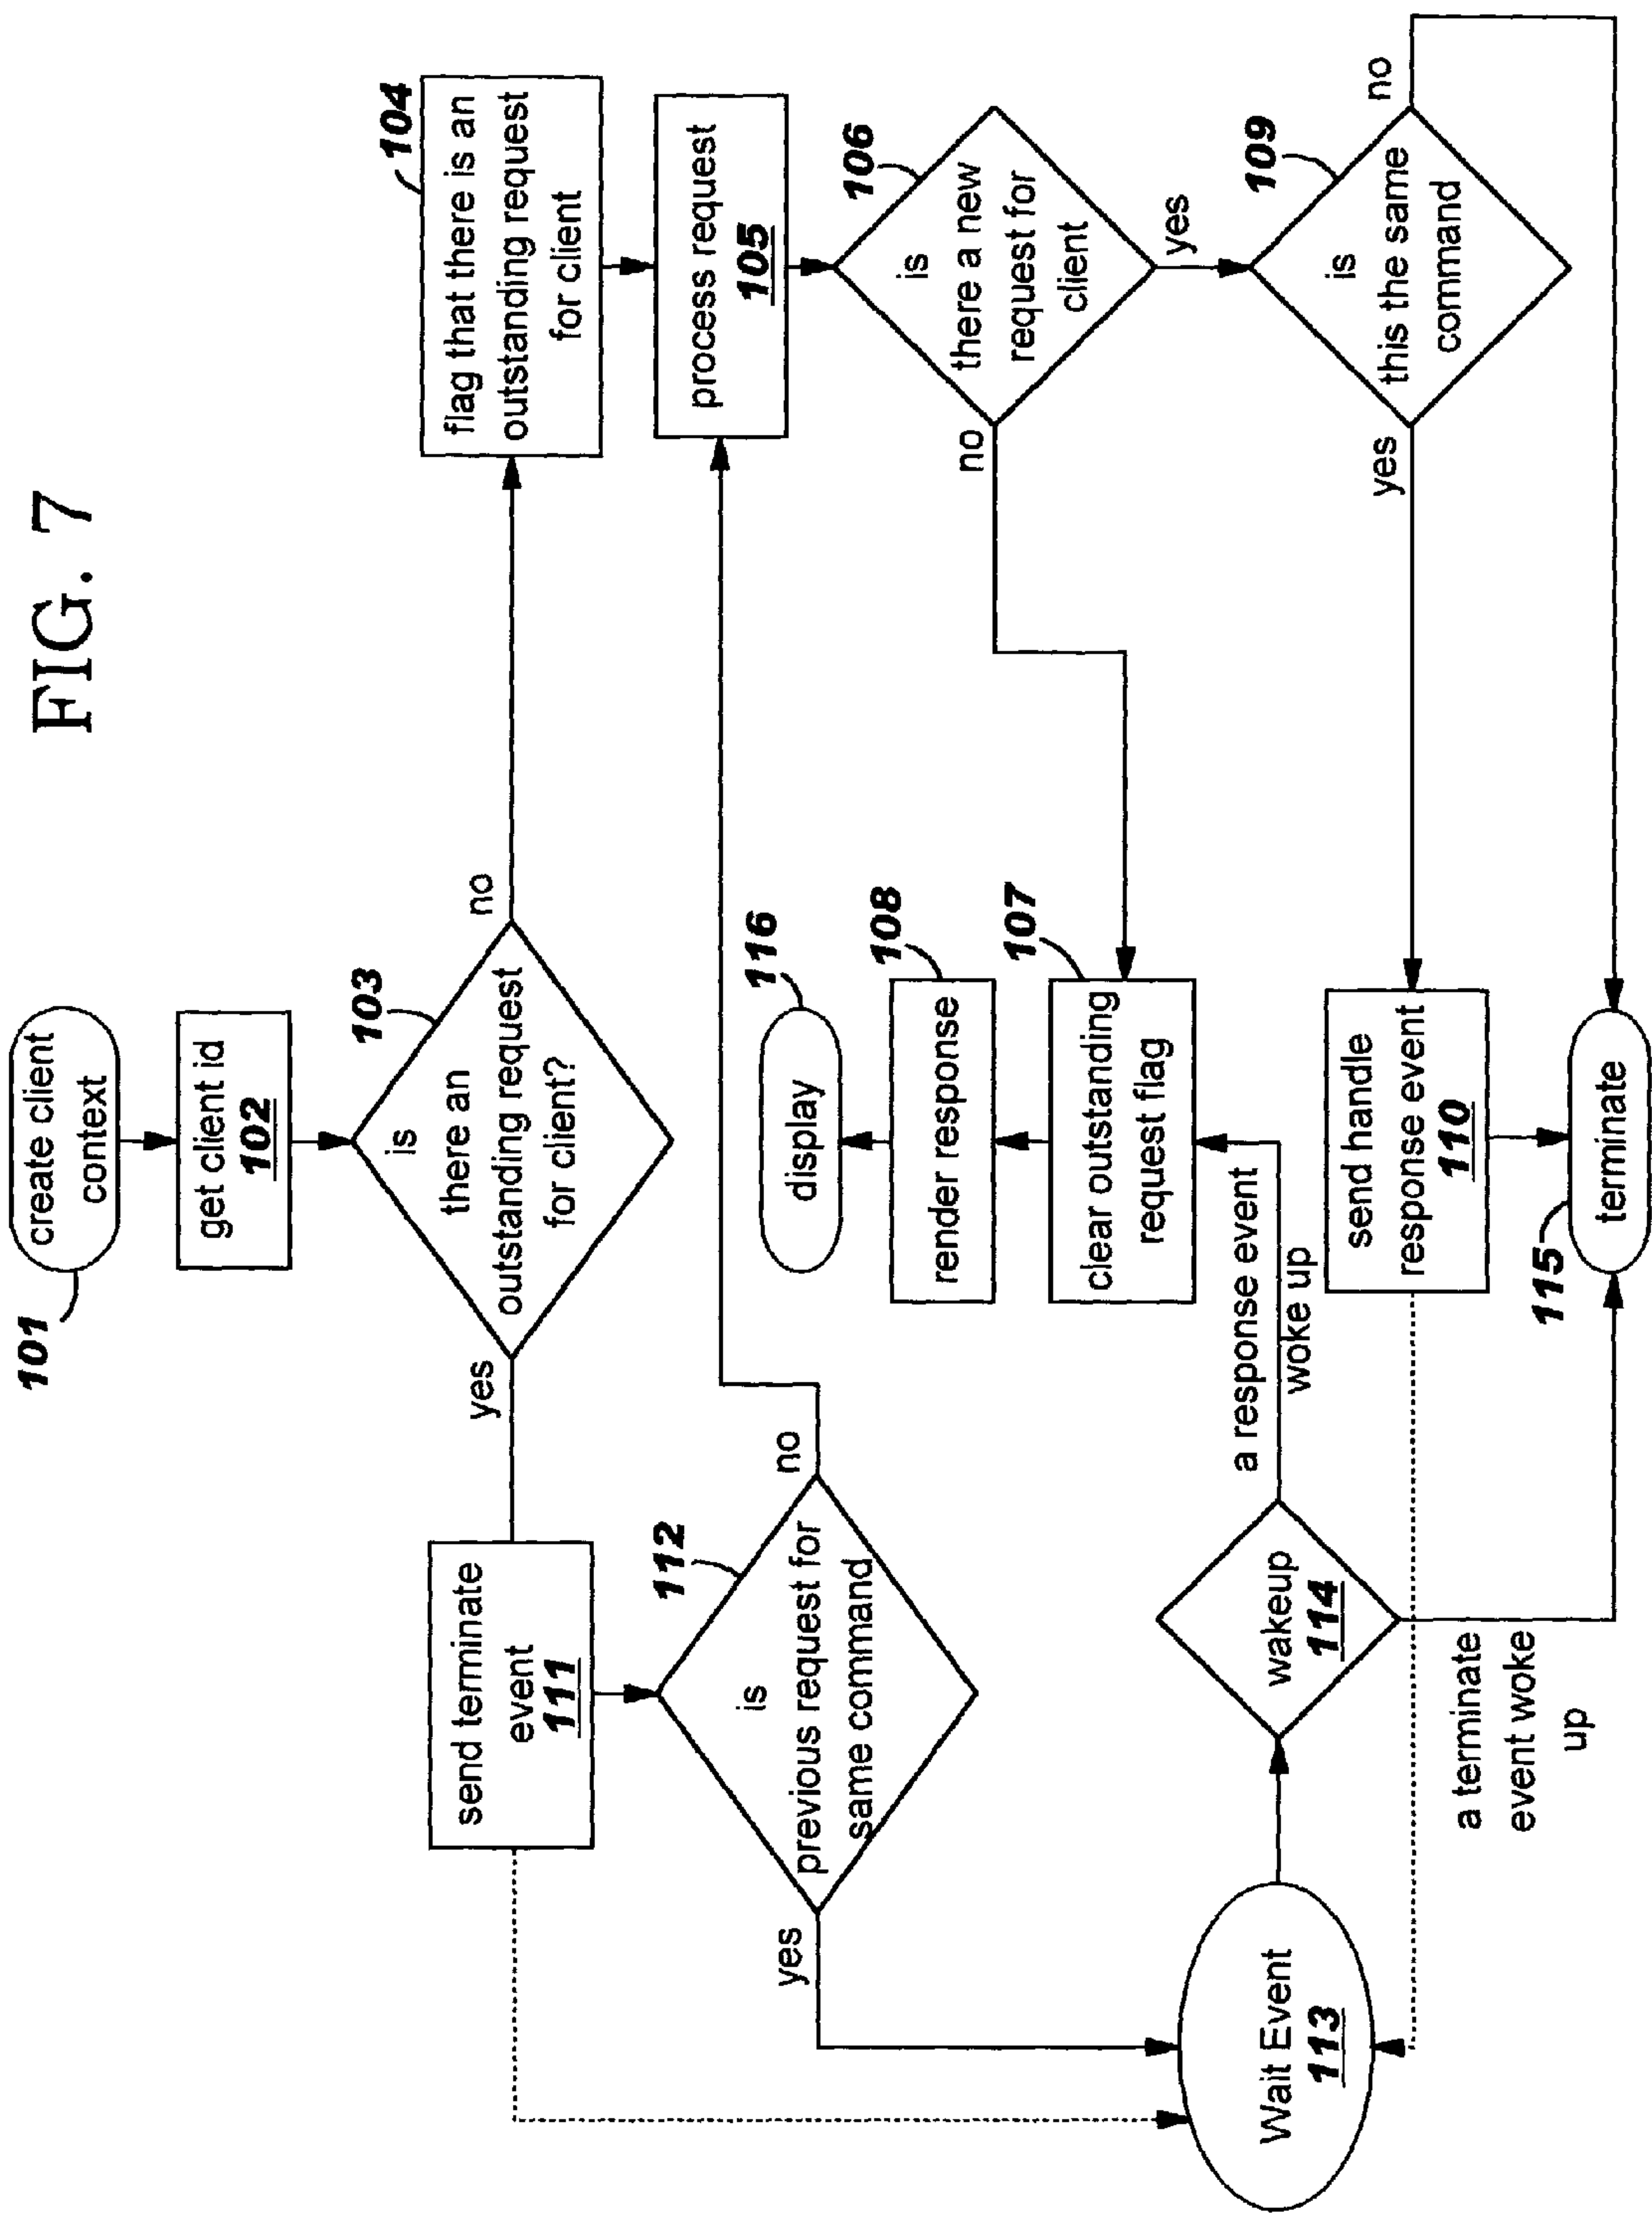 FIG. 7
101
create client
context
get client id
102
103
is
there an
outstanding request
for client?
yes
no
104
flag that there is an
outstanding request
for client
process request
105
106
is
there a new
request for
client
no
yes
109
is
this the same
command
yes
no
send terminate
event
111
112
is
previous request for
same command
yes
no
116
display
108
render response
107
clear outstanding
request flag
a response event
woke up
Wait Event
113
wakeup
114
a terminate
event woke
up
send handle
response event
110
115
terminate